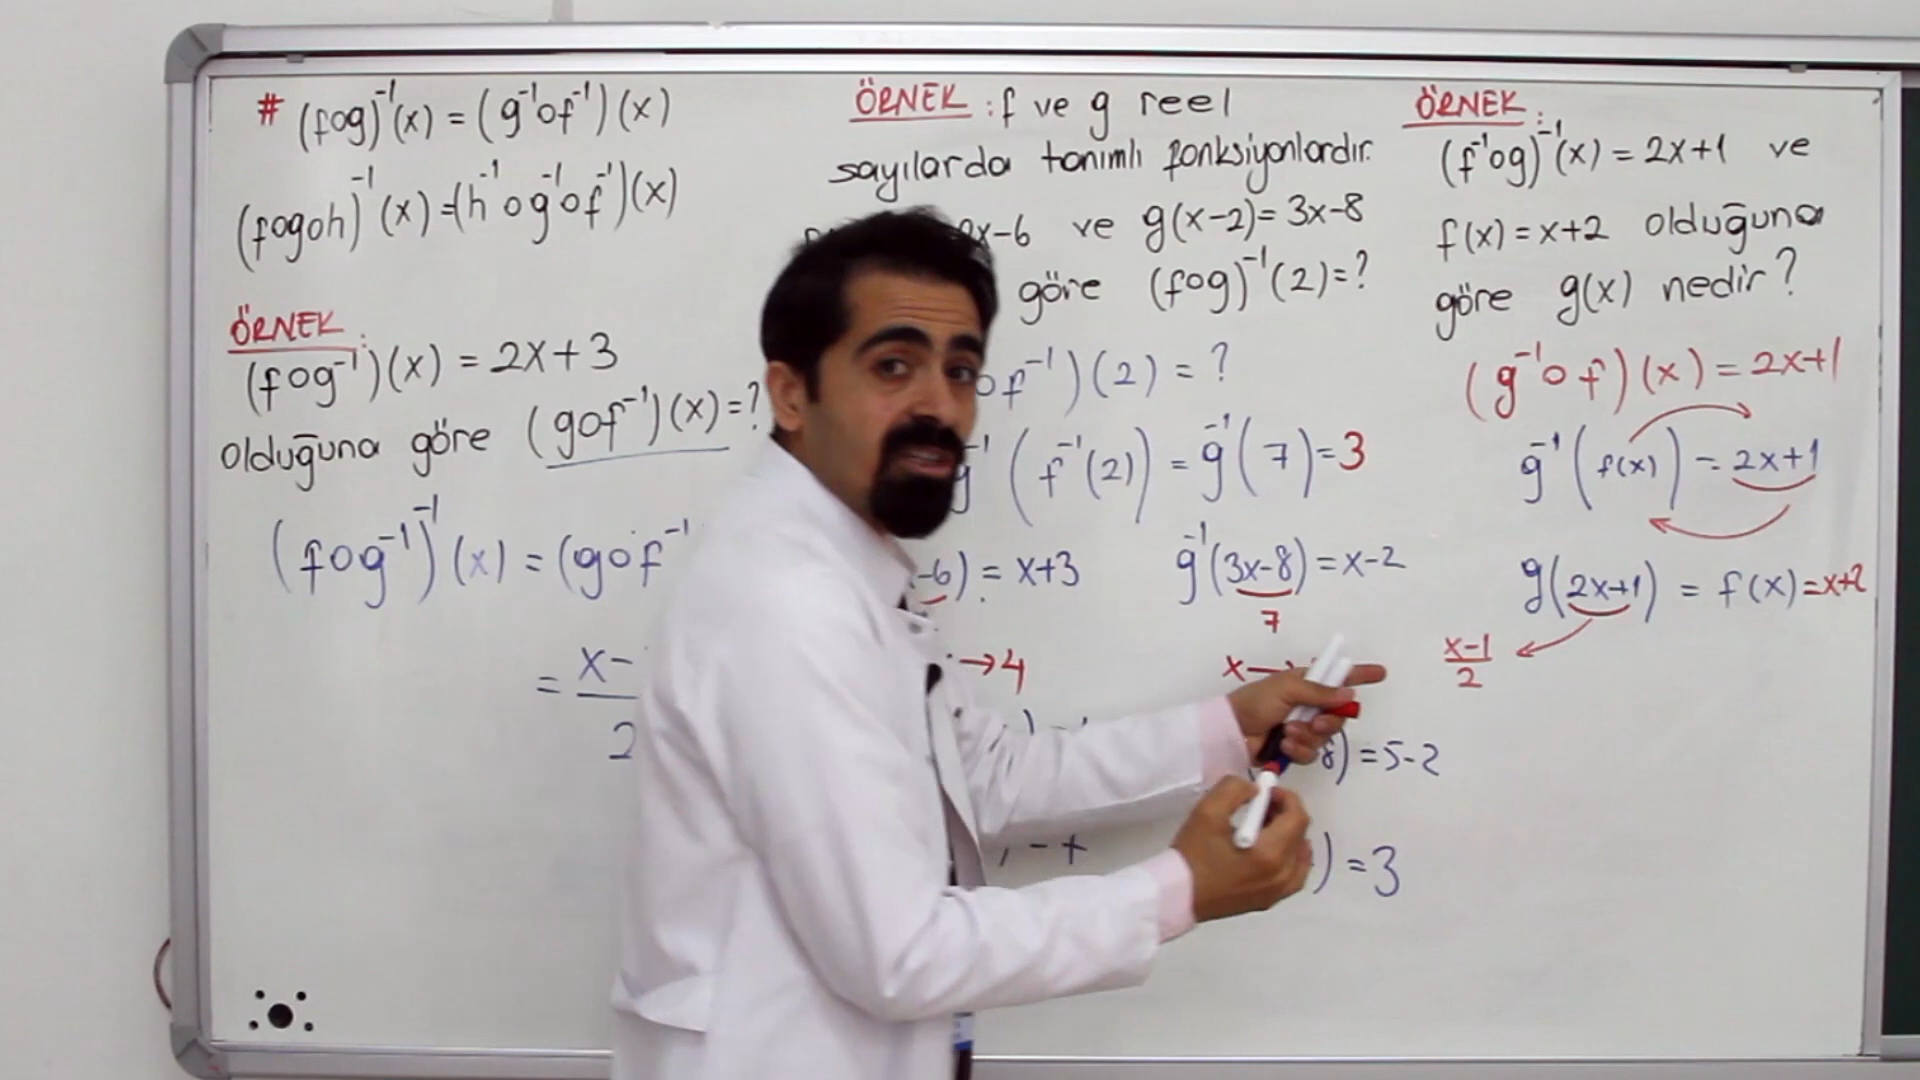 # (fog)⁻¹(x) = (g⁻¹of⁻¹)(x)
(fogoh)⁻¹(x) = (h⁻¹og⁻¹of⁻¹)(x)
ÖRNEK:
(fog⁻¹)(x) = 2x+3
olduğuna göre (gof⁻¹)(x)=?
(fog⁻¹)⁻¹(x) = (gof⁻¹
= x-
2
ÖRNEK: f ve g reel
sayılarda tanımlı fonksiyonlardır.
x-6 ve g(x-2)=3x-8
göre (fog)⁻¹(2)=?
of⁻¹)(2) = ?
g⁻¹(f⁻¹(2)) = g⁻¹(7)=3
-6) = x+3 g⁻¹(3x-8)=x-2
7
→4 x→
8)=5-2
)=3
ÖRNEK:
(f⁻¹og)⁻¹(x) = 2x+1 ve
f(x)=x+2 olduğuna
göre g(x) nedir?
(g⁻¹of)(x)=2x+1
g⁻¹(f(x)) = 2x+1
g(2x+1) = f(x)=x+2
x-1
2